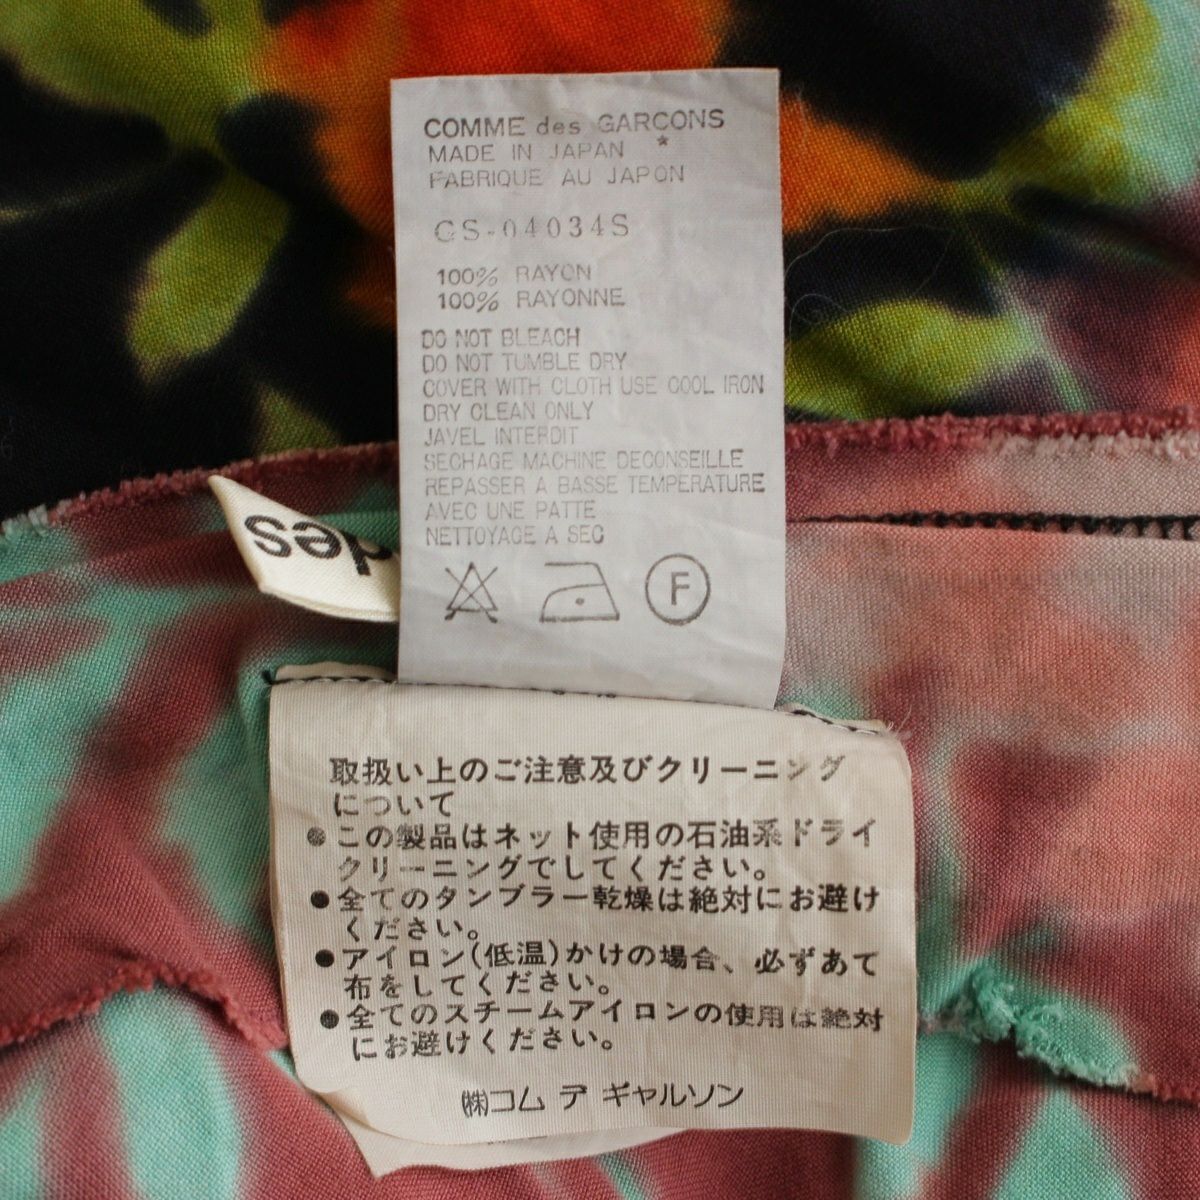 COMME des GARCONS
*
MADE IN JAPAN
FABRIQUE AU JAPON
CS-04034S
100% RAYON
100% RAYONNE
DO NOT BLEACH
DO NOT TUMBLE DRY
COVER WITH CLOTH USE COOL IRON
DRY CLEAN ONLY
JAVEL INTERDIT
SECHAGE MACHINE DECONSEILLE
REPASSER A BASSE TEMPERATURE
AVEC UNE PATTE
NETTOYAGE A SEC
F
des
取扱い上のご注意及びクリーニング
について
●この製品はネット使用の石油系ドライ
クリーニングでしてください。
●全てのタンブラー乾燥は絶対にお避け
ください。
●アイロン(低温)かけの場合、必ずあて
布をしてください。
●全てのスチームアイロンの使用は絶対
にお避けください。
㈱コム デ ギャルソン